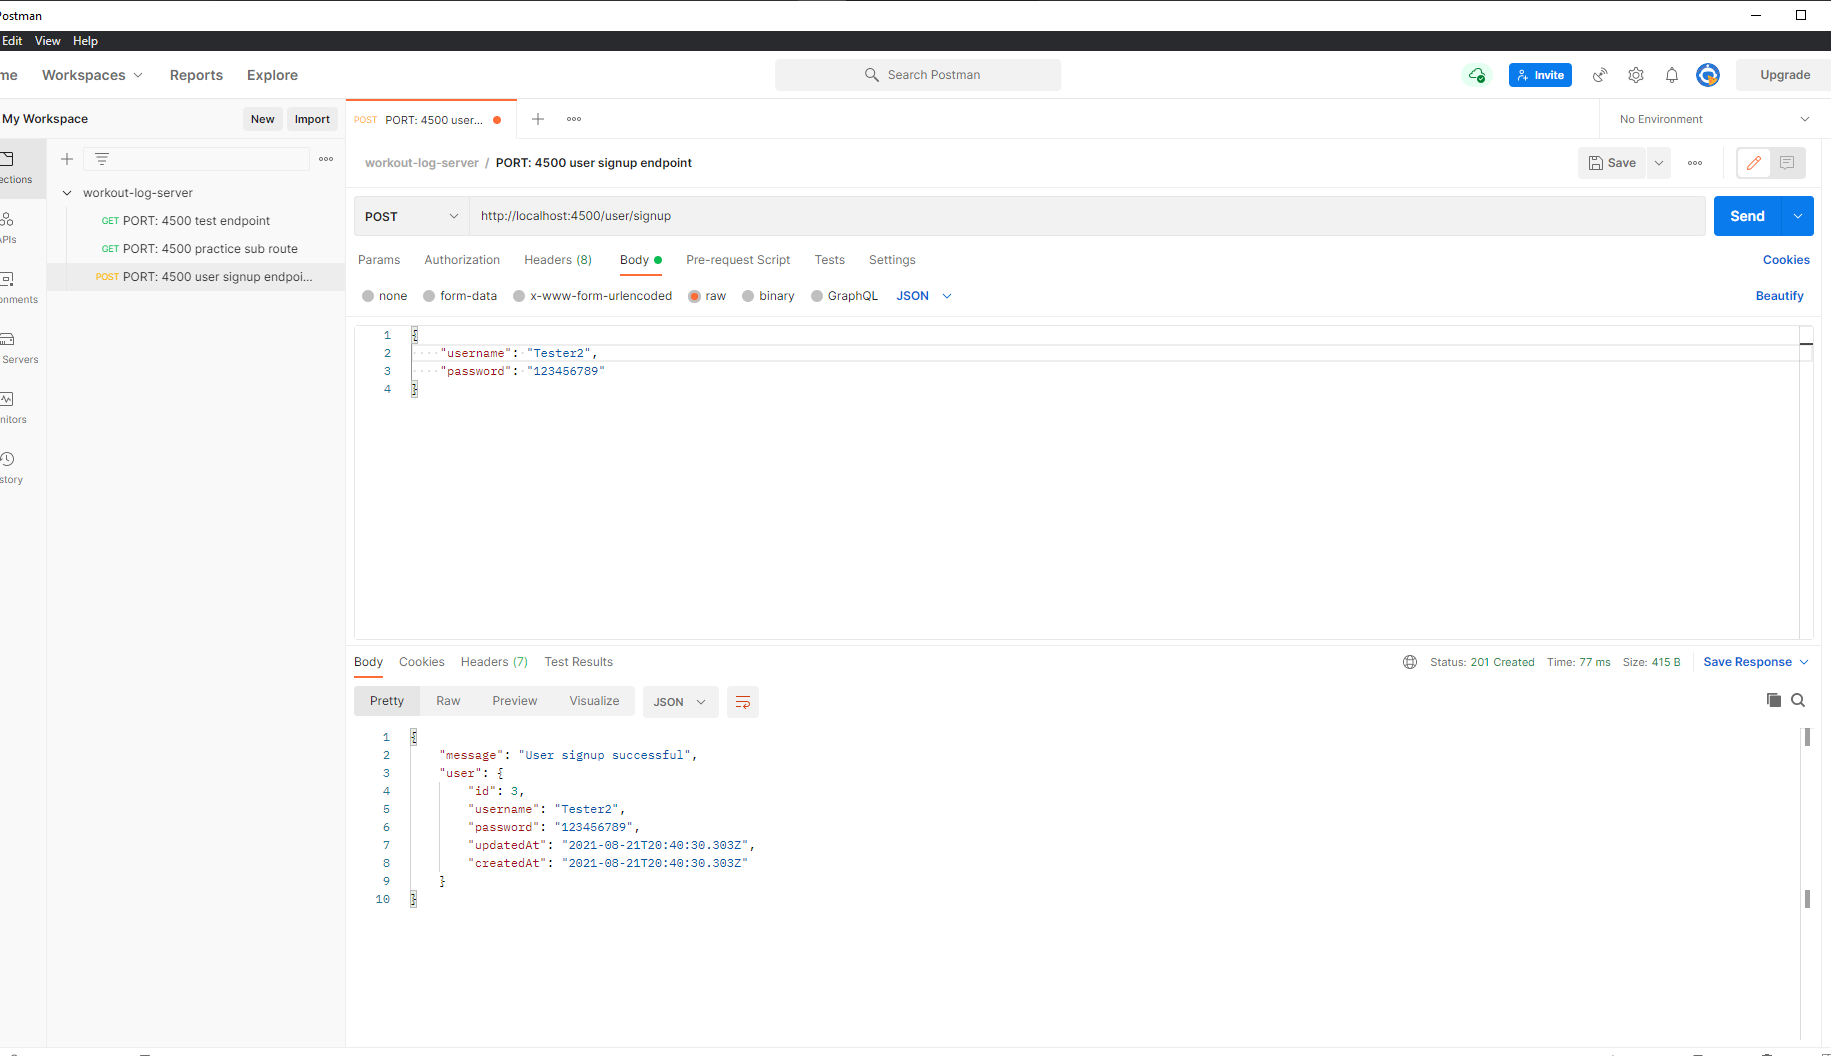 Postman
Edit View Help
me Workspaces Reports Explore
Search Postman
Invite
Upgrade
My Workspace
New Import
POST PORT: 4500 user...
No Environment
ections
APIs
onments
Servers
nitors
story
workout-log-server
GET PORT: 4500 test endpoint
GET PORT: 4500 practice sub route
POST PORT: 4500 user signup endpoi...
workout-log-server / PORT: 4500 user signup endpoint
Save
POST http://localhost:4500/user/signup
Send
Params Authorization Headers (8) Body Pre-request Script Tests Settings
Cookies
none form-data x-www-form-urlencoded raw binary GraphQL JSON
Beautify
1 {
2 "username": "Tester2",
3 "password": "123456789"
4 }
Body Cookies Headers (7) Test Results
Status: 201 Created Time: 77 ms Size: 415 B Save Response
Pretty Raw Preview Visualize JSON
1 {
2 "message": "User signup successful",
3 "user": {
4 "id": 3,
5 "username": "Tester2",
6 "password": "123456789",
7 "updatedAt": "2021-08-21T20:40:30.303Z",
8 "createdAt": "2021-08-21T20:40:30.303Z"
9 }
10 }